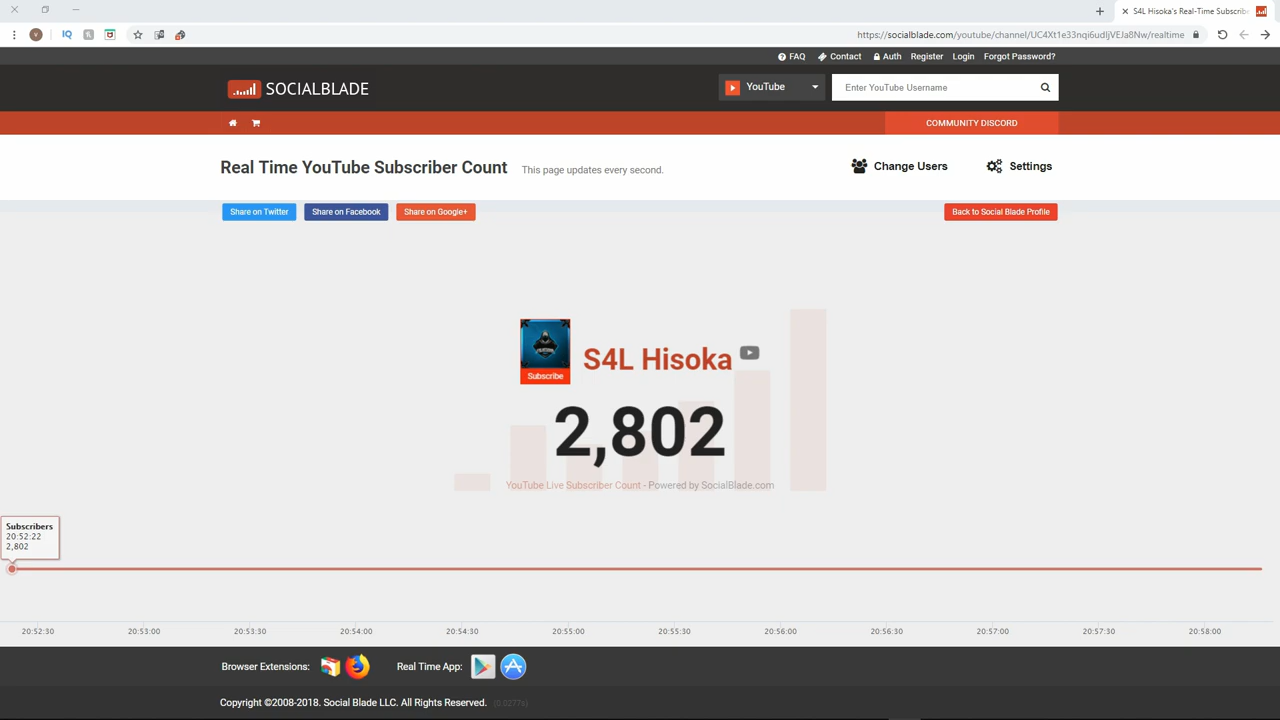 S4L Hisoka's Real-Time Subscribe
https://socialblade.com/youtube/channel/UC4Xt1e33nqi6udIjVEJa8Nw/realtime
FAQ Contact Auth Register Login Forgot Password?
SOCIALBLADE YouTube Enter YouTube Username
COMMUNITY DISCORD
Real Time YouTube Subscriber Count This page updates every second. Change Users Settings
Share on Twitter Share on Facebook Share on Google+ Back to Social Blade Profile
S4L Hisoka
Subscribe
2,802
YouTube Live Subscriber Count - Powered by SocialBlade.com
Subscribers
20:52:22
2,802
20:52:30 20:53:00 20:53:30 20:54:00 20:54:30 20:55:00 20:55:30 20:56:00 20:56:30 20:57:00 20:57:30 20:58:00
Browser Extensions: Real Time App:
Copyright ©2008-2018. Social Blade LLC. All Rights Reserved.